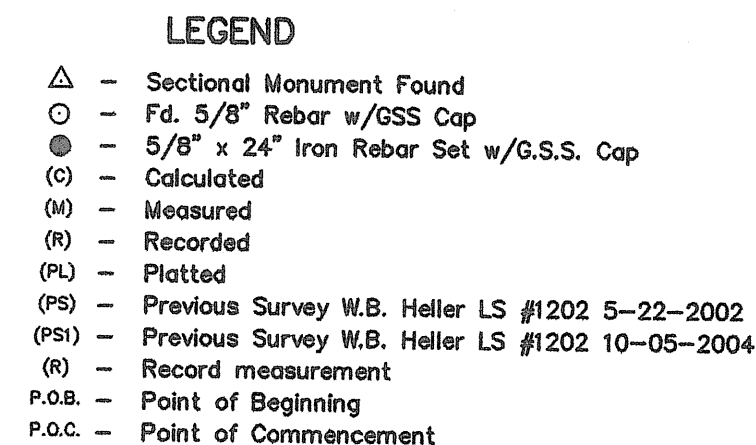 LEGEND
△ – Sectional Monument Found
⊙ – Fd. 5/8" Rebar w/GSS Cap
● – 5/8" x 24" Iron Rebar Set w/G.S.S. Cap
(C) – Calculated
(M) – Measured
(R) – Recorded
(PL) – Platted
(PS) – Previous Survey W.B. Heller LS #1202 5-22-2002
(PS1) – Previous Survey W.B. Heller LS #1202 10-05-2004
(R) – Record measurement
P.O.B. – Point of Beginning
P.O.C. – Point of Commencement